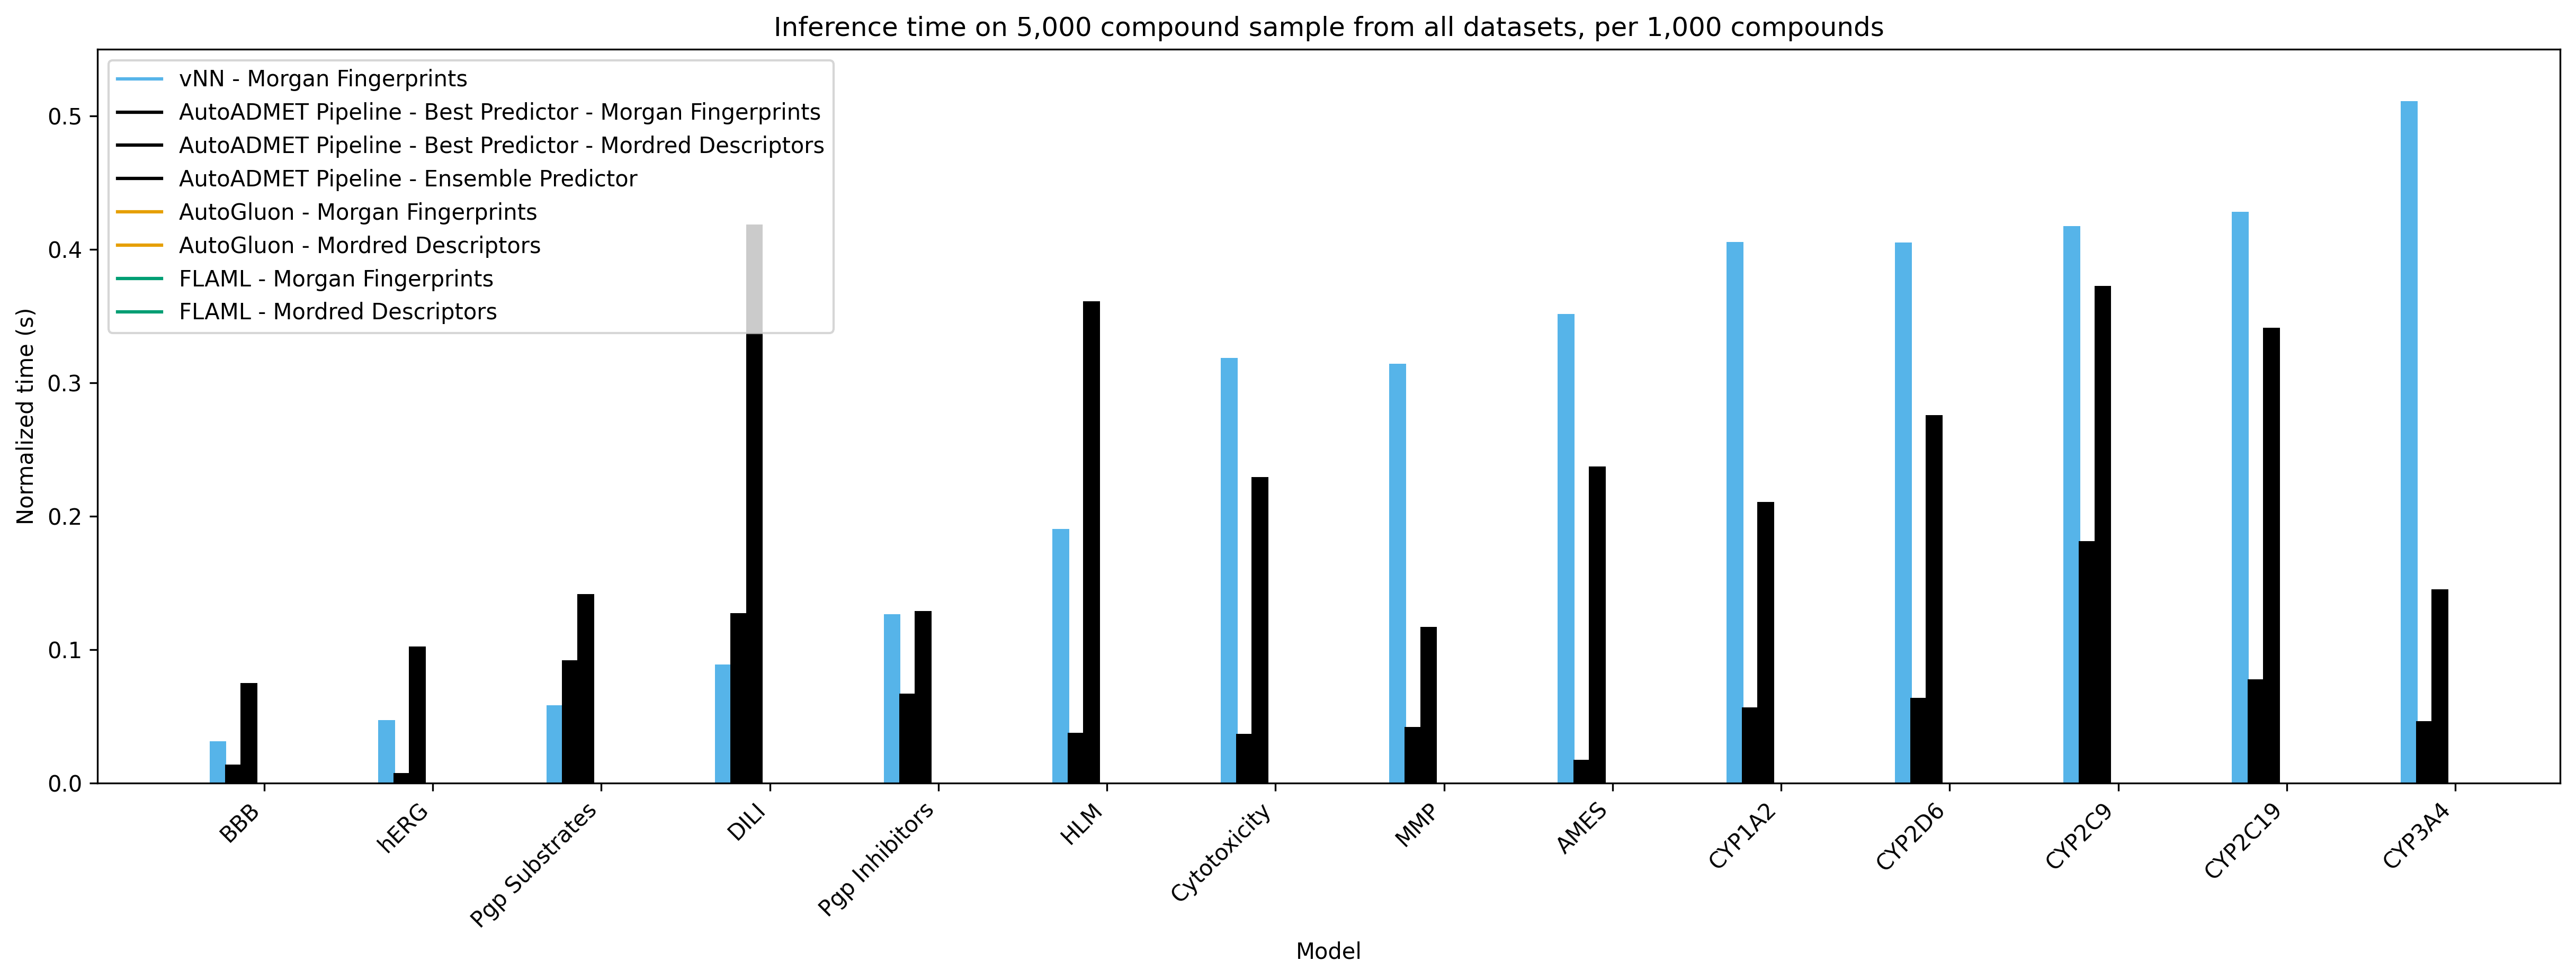 Inference time on 5,000 compound sample from all datasets, per 1,000 compounds
vNN - Morgan Fingerprints
AutoADMET Pipeline - Best Predictor - Morgan Fingerprints
AutoADMET Pipeline - Best Predictor - Mordred Descriptors
AutoADMET Pipeline - Ensemble Predictor
AutoGluon - Morgan Fingerprints
AutoGluon - Mordred Descriptors
FLAML - Morgan Fingerprints
FLAML - Mordred Descriptors
Normalized time (s)
0.5
0.4
0.3
0.2
0.1
0.0
BBB
hERG
Pgp Substrates
DILI
Pgp Inhibitors
HLM
Cytotoxicity
MMP
AMES
CYP1A2
CYP2D6
CYP2C9
CYP2C19
CYP3A4
Model